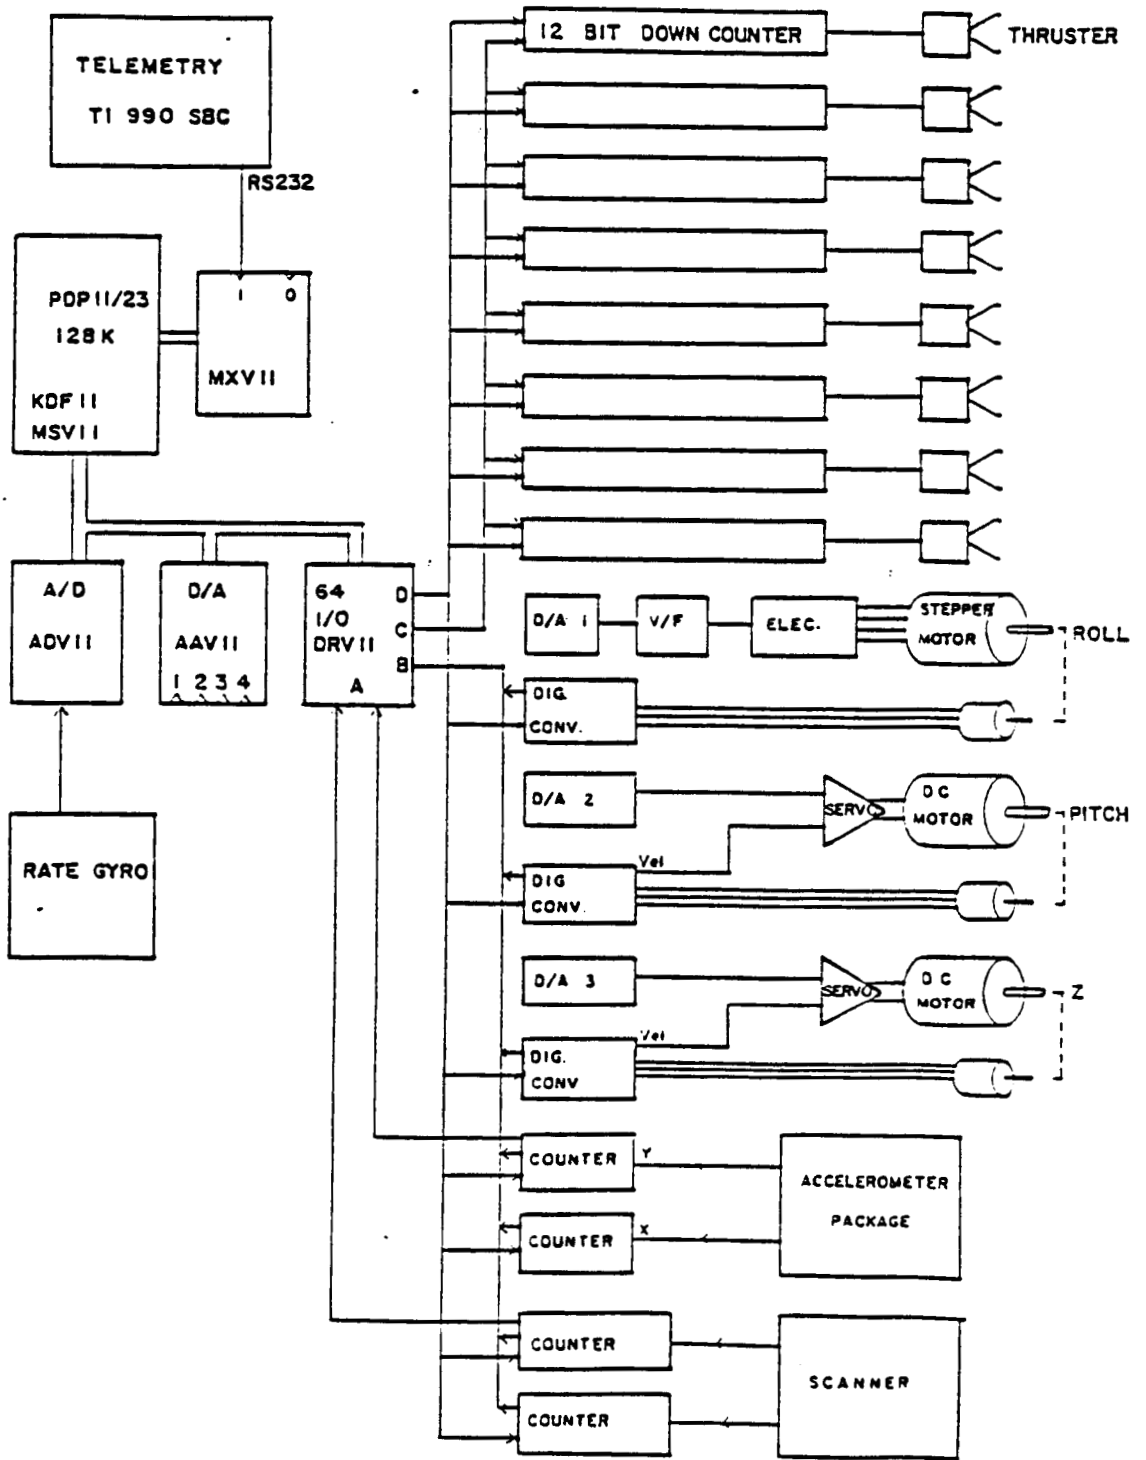 TELEMETRY
TI 990 SBC
RS232
PDP11/23
128K
KDF11
MSV11
1 0
MXV11
A/D
ADV11
D/A
AAV11
1 2 3 4
64
I/O
DRV11
D
C
B
A
RATE GYRO
12 BIT DOWN COUNTER
THRUSTER
D/A 1
V/F
ELEC.
STEPPER
MOTOR
ROLL
DIG.
CONV.
D/A 2
SERVO
DC
MOTOR
PITCH
Vel
DIG
CONV.
D/A 3
SERVO
DC
MOTOR
Z
Vel
DIG.
CONV
COUNTER
Y
ACCELEROMETER
PACKAGE
COUNTER
X
COUNTER
SCANNER
COUNTER